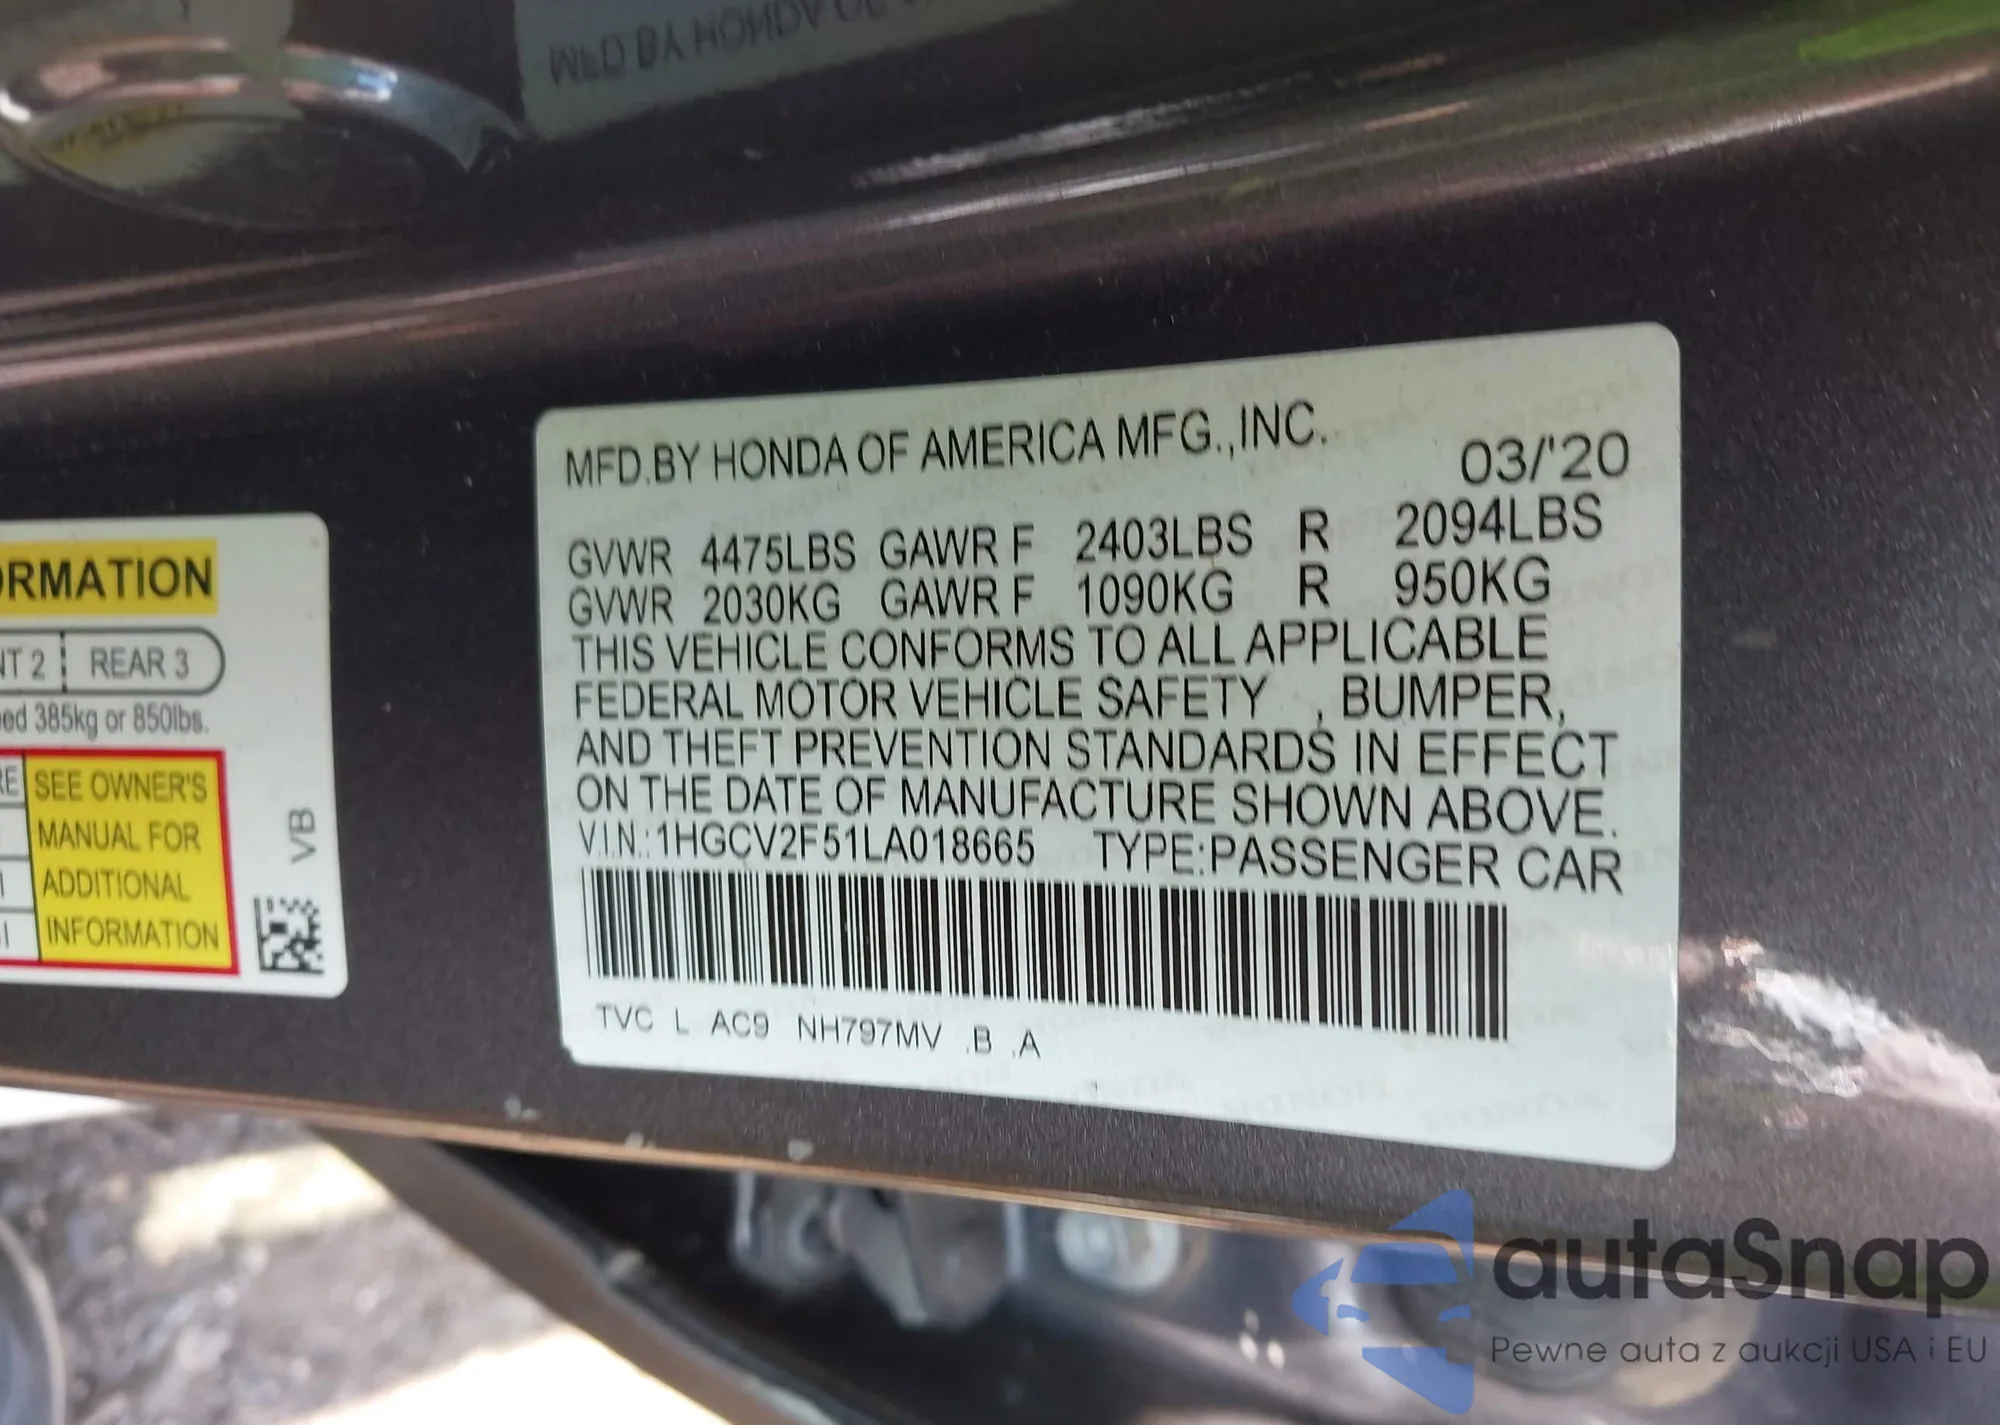 MFD.BY HONDA OF AMERICA MFG.,INC.
03/'20
GVWR 4475LBS GAWR F 2403LBS R 2094LBS
GVWR 2030KG GAWR F 1090KG R 950KG
THIS VEHICLE CONFORMS TO ALL APPLICABLE
FEDERAL MOTOR VEHICLE SAFETY , BUMPER,
AND THEFT PREVENTION STANDARDS IN EFFECT
ON THE DATE OF MANUFACTURE SHOWN ABOVE.
V.I.N.: 1HGCV2F51LA018665 TYPE:PASSENGER CAR
TVC L AC9 NH797MV .B .A
ORMATION
NT 2 REAR 3
eed 385kg or 850lbs.
RE SEE OWNER'S
MANUAL FOR
ADDITIONAL
INFORMATION
VB
autaSnap
Pewne auta z aukcji USA i EU